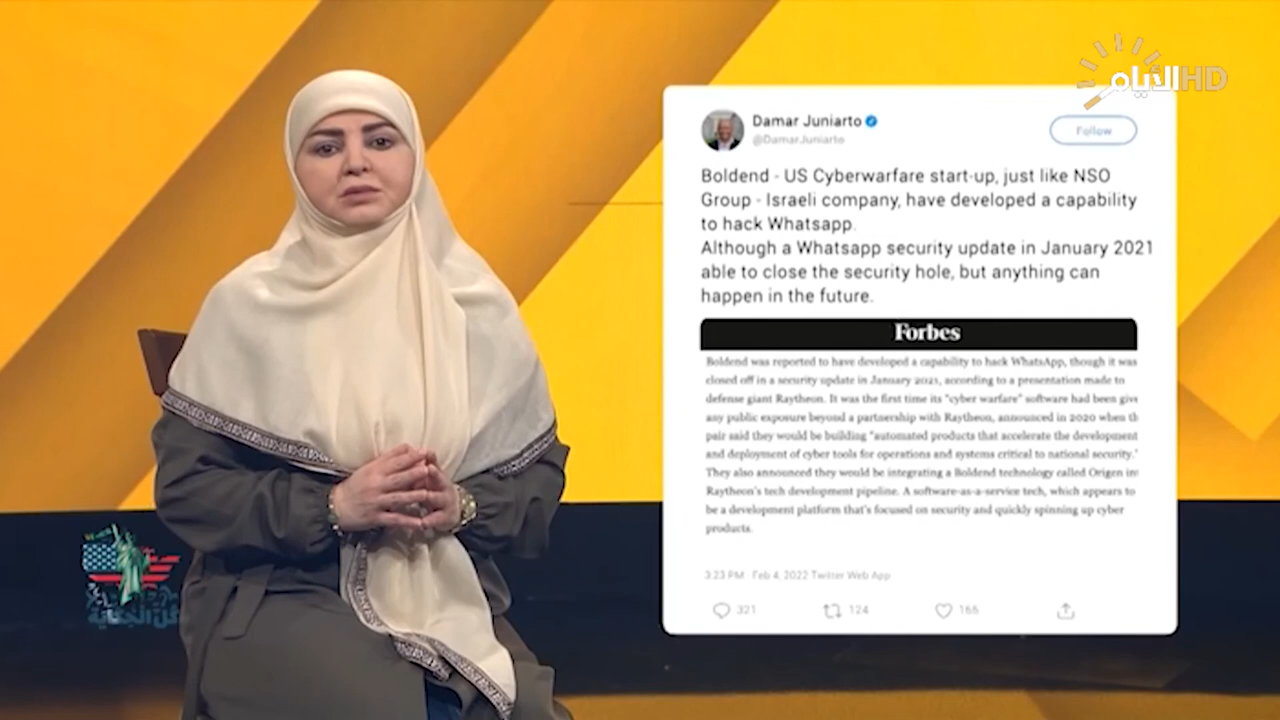 الأيام HD
Damar Juniarto
@DamarJuniarto
Follow
Boldend - US Cyberwarfare start-up, just like NSO
Group - Israeli company, have developed a capability
to hack Whatsapp.
Although a Whatsapp security update in January 2021
able to close the security hole, but anything can
happen in the future.
Forbes
Boldend was reported to have developed a capability to hack WhatsApp, though it was
closed off in a security update in January 2021, according to a presentation made to
defense giant Raytheon. It was the first time its "cyber warfare" software had been give
any public exposure beyond a partnership with Raytheon, announced in 2020 when th
pair said they would be building "automated products that accelerate the development
and deployment of cyber tools for operations and systems critical to national security."
They also announced they would be integrating a Boldend technology called Origen int
Raytheon's tech development pipeline. A software-as-a-service tech, which appears to
be a development platform that's focused on security and quickly spinning up cyber
products.
3:23 PM Feb 4, 2022 Twitter Web App
321 124 166
كل الحكاية